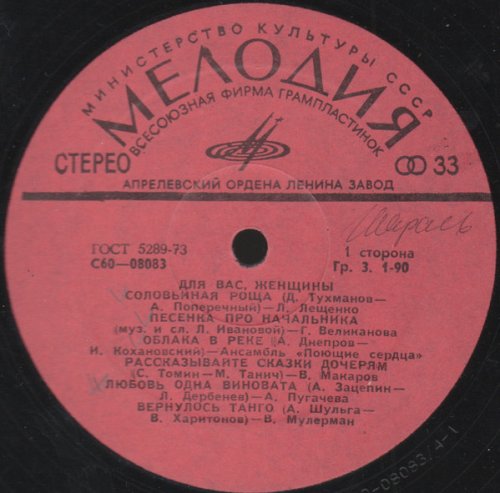 МИНИСТЕРСТВО КУЛЬТУРЫ СССР
МЕЛОДИЯ
ВСЕСОЮЗНАЯ ФИРМА ГРАМПЛАСТИНОК
СТЕРЕО
33
АПРЕЛЕВСКИЙ ОРДЕНА ЛЕНИНА ЗАВОД
ГОСТ 5289-73
С60—08083
1 сторона
Гр. 3. 1-90
ДЛЯ ВАС, ЖЕНЩИНЫ
СОЛОВЬИНАЯ РОЩА (Д. Тухманов—
А. Поперечный)— Л. Лещенко
ПЕСЕНКА ПРО НАЧАЛЬНИКА
(муз. и сл. Л. Ивановой)— Г. Великанова
ОБЛАКА В РЕКЕ (А. Днепров—
И. Кохановский)— Ансамбль «Поющие сердца»
РАССКАЗЫВАЙТЕ СКАЗКИ ДОЧЕРЯМ
(С. Томин— М. Танич)— В. Макаров
ЛЮБОВЬ ОДНА ВИНОВАТА (А. Зацепин—
Л. Дербенев)— А. Пугачева
ВЕРНУЛОСЬ ТАНГО (А. Шульга—
В. Харитонов)— В. Мулерман